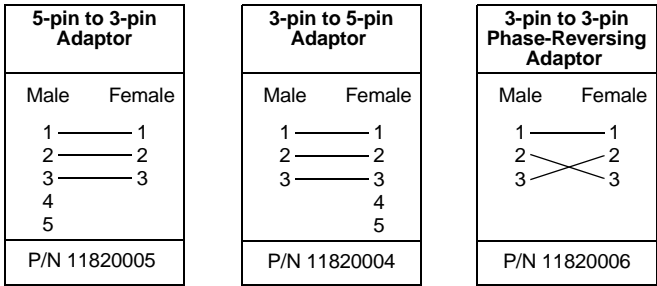 5-pin to 3-pin
Adaptor
Male Female
1 1
2 2
3 3
4
5
P/N 11820005
3-pin to 5-pin
Adaptor
Male Female
1 1
2 2
3 3
4
5
P/N 11820004
3-pin to 3-pin
Phase-Reversing
Adaptor
Male Female
1 1
2 2
3 3
P/N 11820006